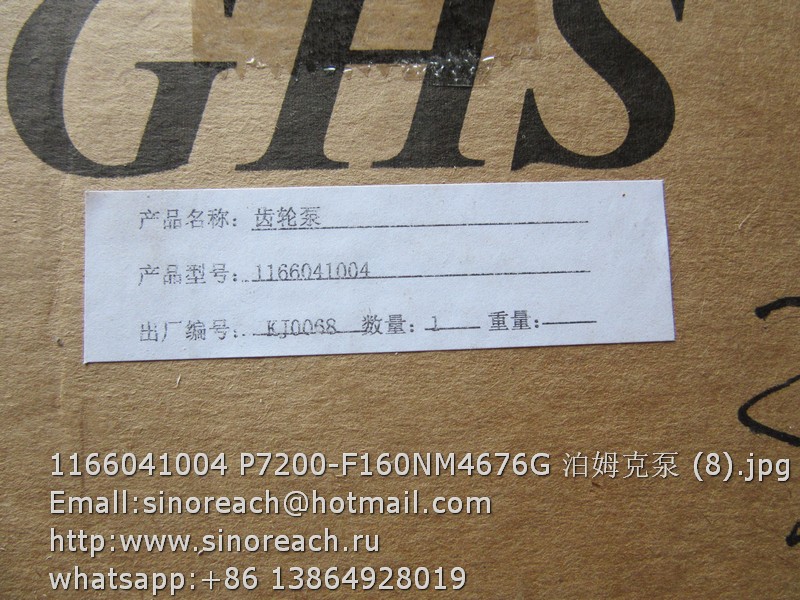 GHS
产品名称: 齿轮泵
产品型号: 1166041004
出厂编号: KJ0068 数量: 1 重量:
1166041004 P7200-F160NM4676G 泊姆克泵 (8).jpg
Emall:sinoreach@hotmail.com
http:www.sinoreach.ru
whatsapp:+86 13864928019